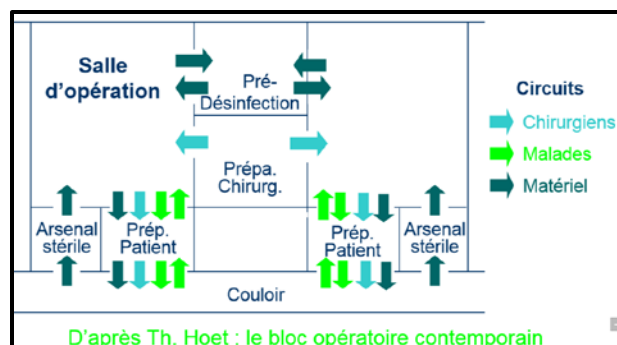 Salle
d'opération
Pré-
Désinfection
Circuits
Chirurgiens
Malades
Matériel
Prépa.
Chirurg.
Arsenal
stérile
Prép.
Patient
Prép.
Patient
Arsenal
stérile
Couloir
D'après Th. Hoet : le bloc opératoire contemporain